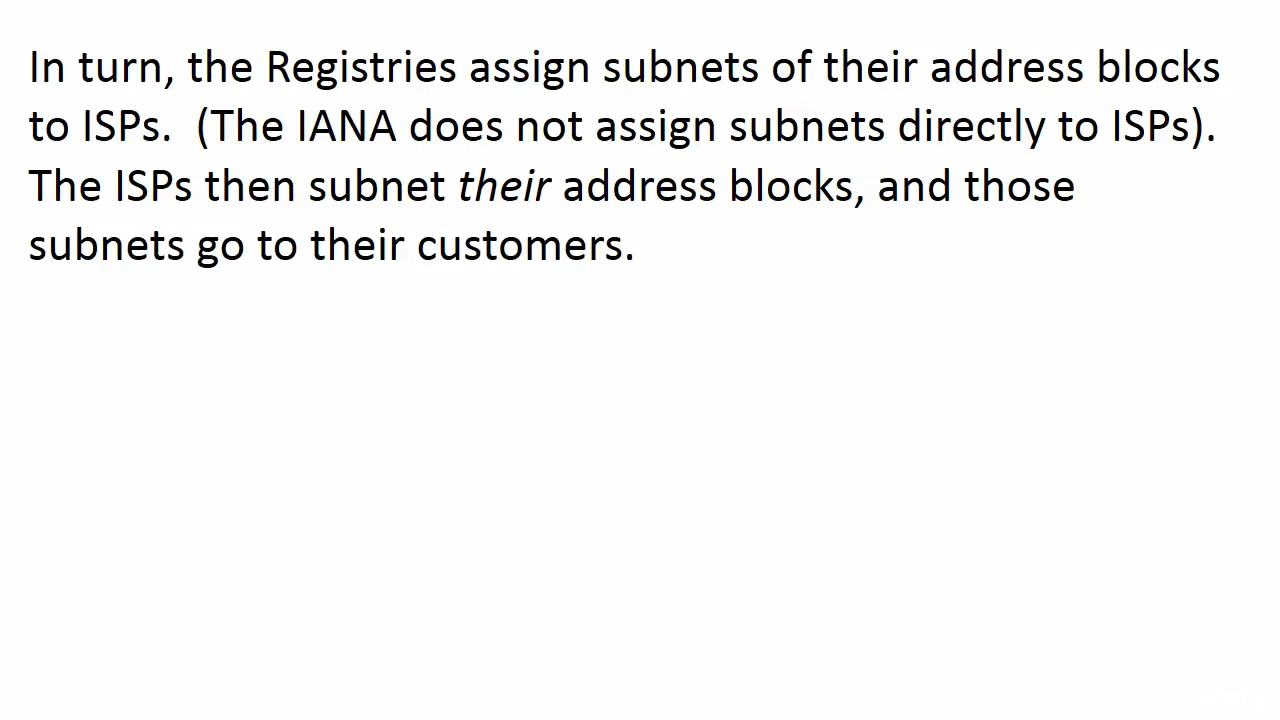 In turn, the Registries assign subnets of their address blocks
to ISPs.  (The IANA does not assign subnets directly to ISPs).
The ISPs then subnet their address blocks, and those
subnets go to their customers.